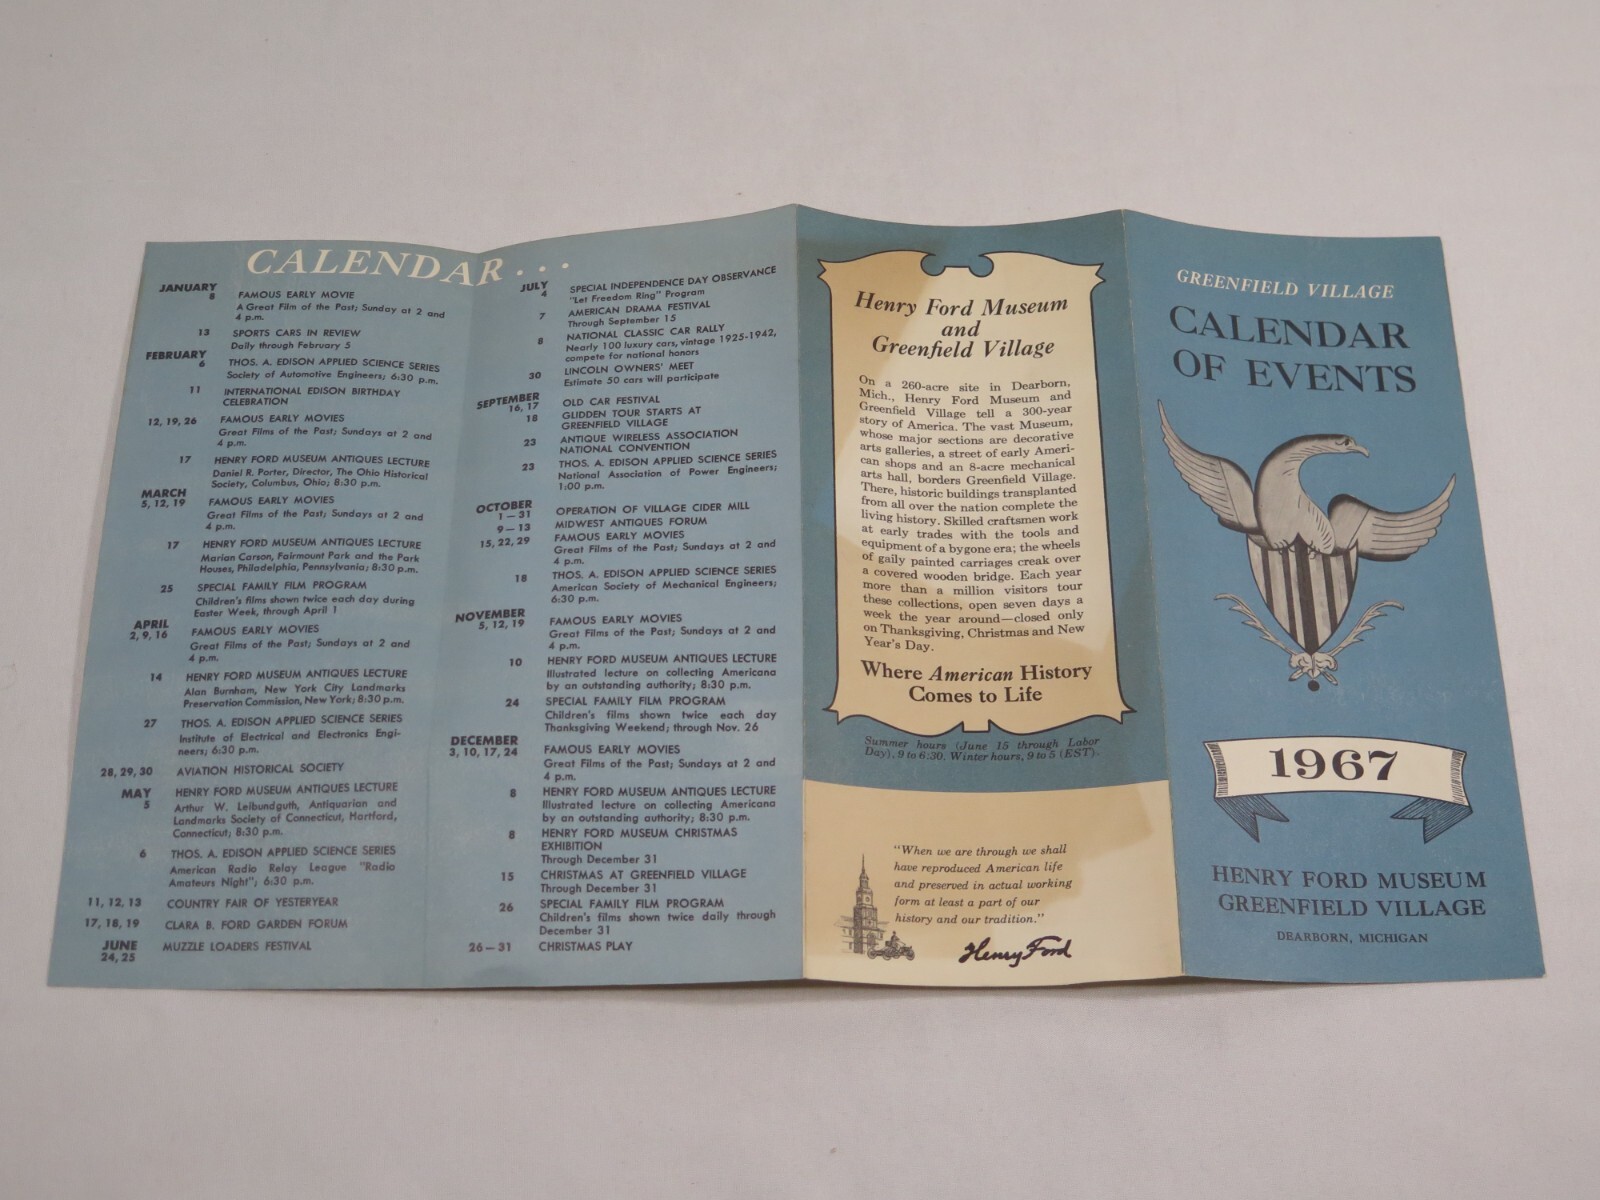 CALENDAR...
JANUARY
8 FAMOUS EARLY MOVIE
A Great Film of the Past; Sunday at 2 and
4 p.m.
13 SPORTS CARS IN REVIEW
Daily through February 5
FEBRUARY
6 THOS. A. EDISON APPLIED SCIENCE SERIES
Society of Automotive Engineers; 6:30 p.m.
11 INTERNATIONAL EDISON BIRTHDAY
CELEBRATION
12, 19, 26 FAMOUS EARLY MOVIES
Great Films of the Past; Sundays at 2 and
4 p.m.
17 HENRY FORD MUSEUM ANTIQUES LECTURE
Daniel R. Porter, Director, The Ohio Historical
Society, Columbus, Ohio; 8:30 p.m.
MARCH
5, 12, 19 FAMOUS EARLY MOVIES
Great Films of the Past; Sundays at 2 and
4 p.m.
17 HENRY FORD MUSEUM ANTIQUES LECTURE
Marian Carson, Fairmount Park and the Park
Houses, Philadelphia, Pennsylvania; 8:30 p.m.
25 SPECIAL FAMILY FILM PROGRAM
Children's films shown twice each day during
Easter Week, through April 1
APRIL
2, 9, 16 FAMOUS EARLY MOVIES
Great Films of the Past; Sundays at 2 and
4 p.m.
14 HENRY FORD MUSEUM ANTIQUES LECTURE
Alan Burnham, New York City Landmarks
Preservation Commission, New York; 8:30 p.m.
27 THOS. A. EDISON APPLIED SCIENCE SERIES
Institute of Electrical and Electronics Engi-
neers; 6:30 p.m.
28, 29, 30 AVIATION HISTORICAL SOCIETY
MAY
5 HENRY FORD MUSEUM ANTIQUES LECTURE
Arthur W. Leibundguth, Antiquarian and
Landmarks Society of Connecticut, Hartford,
Connecticut; 8:30 p.m.
6 THOS. A. EDISON APPLIED SCIENCE SERIES
American Radio Relay League "Radio
Amateurs Night"; 6:30 p.m.
11, 12, 13 COUNTRY FAIR OF YESTERYEAR
17, 18, 19 CLARA B. FORD GARDEN FORUM
JUNE
24, 25 MUZZLE LOADERS FESTIVAL
JULY
4 SPECIAL INDEPENDENCE DAY OBSERVANCE
"Let Freedom Ring" Program
7 AMERICAN DRAMA FESTIVAL
Through September 15
8 NATIONAL CLASSIC CAR RALLY
Nearly 100 luxury cars, vintage 1925-1942,
compete for national honors
30 LINCOLN OWNERS' MEET
Estimate 50 cars will participate
SEPTEMBER
16, 17 OLD CAR FESTIVAL
18 GLIDDEN TOUR STARTS AT
GREENFIELD VILLAGE
23 ANTIQUE WIRELESS ASSOCIATION
NATIONAL CONVENTION
23 THOS. A. EDISON APPLIED SCIENCE SERIES
National Association of Power Engineers;
1:00 p.m.
OCTOBER
1—31 OPERATION OF VILLAGE CIDER MILL
9—13 MIDWEST ANTIQUES FORUM
15, 22, 29 FAMOUS EARLY MOVIES
Great Films of the Past; Sundays at 2 and
4 p.m.
18 THOS. A. EDISON APPLIED SCIENCE SERIES
American Society of Mechanical Engineers;
6:30 p.m.
NOVEMBER
5, 12, 19 FAMOUS EARLY MOVIES
Great Films of the Past; Sundays at 2 and
4 p.m.
10 HENRY FORD MUSEUM ANTIQUES LECTURE
Illustrated lecture on collecting Americana
by an outstanding authority; 8:30 p.m.
24 SPECIAL FAMILY FILM PROGRAM
Children's films shown twice each day
Thanksgiving Weekend; through Nov. 26
DECEMBER
3, 10, 17, 24 FAMOUS EARLY MOVIES
Great Films of the Past; Sundays at 2 and
4 p.m.
8 HENRY FORD MUSEUM ANTIQUES LECTURE
Illustrated lecture on collecting Americana
by an outstanding authority; 8:30 p.m.
8 HENRY FORD MUSEUM CHRISTMAS
EXHIBITION
Through December 31
15 CHRISTMAS AT GREENFIELD VILLAGE
Through December 31
26 SPECIAL FAMILY FILM PROGRAM
Children's films shown twice daily through
December 31
26—31 CHRISTMAS PLAY
Henry Ford Museum
and
Greenfield Village
On a 260-acre site in Dearborn,
Mich., Henry Ford Museum and
Greenfield Village tell a 300-year
story of America. The vast Museum,
whose major sections are decorative
arts galleries, a street of early Ameri-
can shops and an 8-acre mechanical
arts hall, borders Greenfield Village.
There, historic buildings transplanted
from all over the nation complete the
living history. Skilled craftsmen work
at early trades with the tools and
equipment of a bygone era; the wheels
of gaily painted carriages creak over
a covered wooden bridge. Each year
more than a million visitors tour
these collections, open seven days a
week the year around—closed only
on Thanksgiving, Christmas and New
Year's Day.
Where American History
Comes to Life
Summer hours (June 15 through Labor
Day), 9 to 6:30. Winter hours, 9 to 5 (EST).
"When we are through we shall
have reproduced American life
and preserved in actual working
form at least a part of our
history and our tradition."
Henry Ford
GREENFIELD VILLAGE
CALENDAR
OF EVENTS
1967
HENRY FORD MUSEUM
GREENFIELD VILLAGE
DEARBORN, MICHIGAN